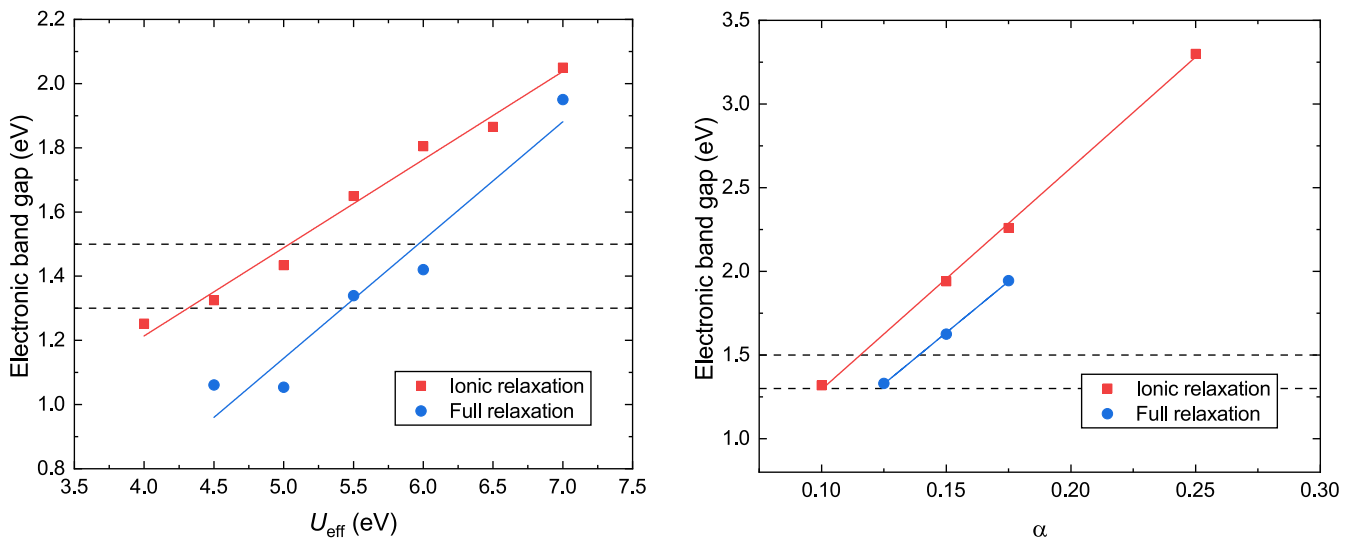 Electronic band gap (eV)
2.2
2.0
1.8
1.6
1.4
1.2
1.0
0.8
3.5 4.0 4.5 5.0 5.5 6.0 6.5 7.0 7.5
U_eff (eV)
Ionic relaxation
Full relaxation
Electronic band gap (eV)
3.5
3.0
2.5
2.0
1.5
1.0
0.10 0.15 0.20 0.25 0.30
α
Ionic relaxation
Full relaxation